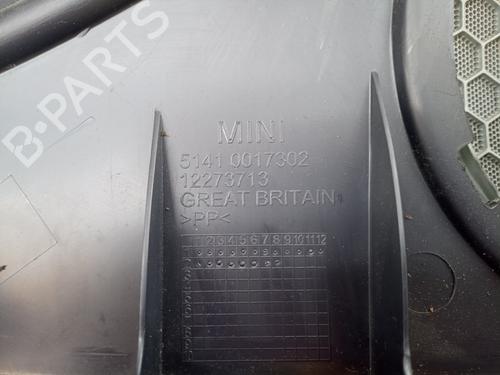 MINI
5141 0017302
12273713
GREAT BRITAIN
>PP<
1 2 3 4 5 6 7 8 9 10 11 12
B-PARTS